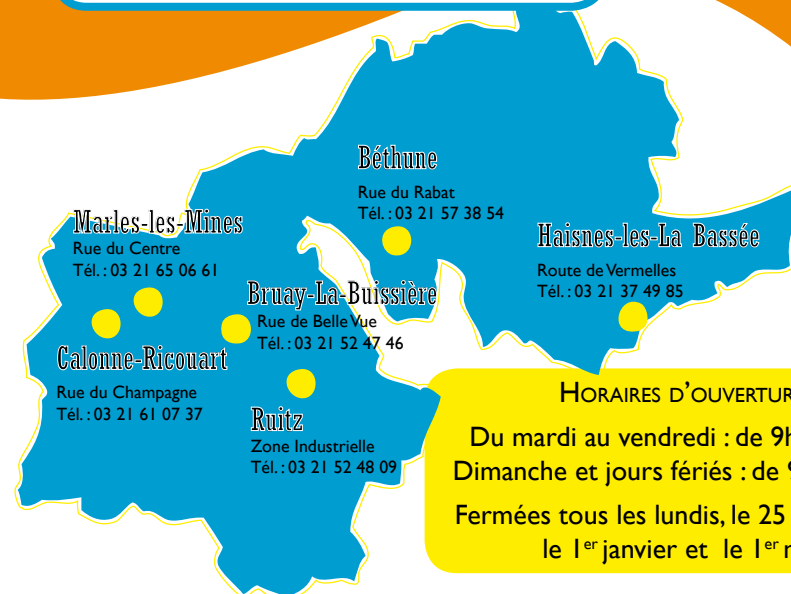 Béthune
Rue du Rabat
Tél. : 03 21 57 38 54
Marles-les-Mines
Rue du Centre
Tél. : 03 21 65 06 61
Haisnes-les-La Bassée
Route de Vermelles
Tél. : 03 21 37 49 85
Bruay-La-Buissière
Rue de Belle Vue
Tél. : 03 21 52 47 46
Calonne-Ricouart
Rue du Champagne
Tél. : 03 21 61 07 37
Ruitz
Zone Industrielle
Tél. : 03 21 52 48 09
Horaires d'ouvertur
Du mardi au vendredi : de 9h
Dimanche et jours fériés : de
Fermées tous les lundis, le 25
le 1er janvier et le 1er